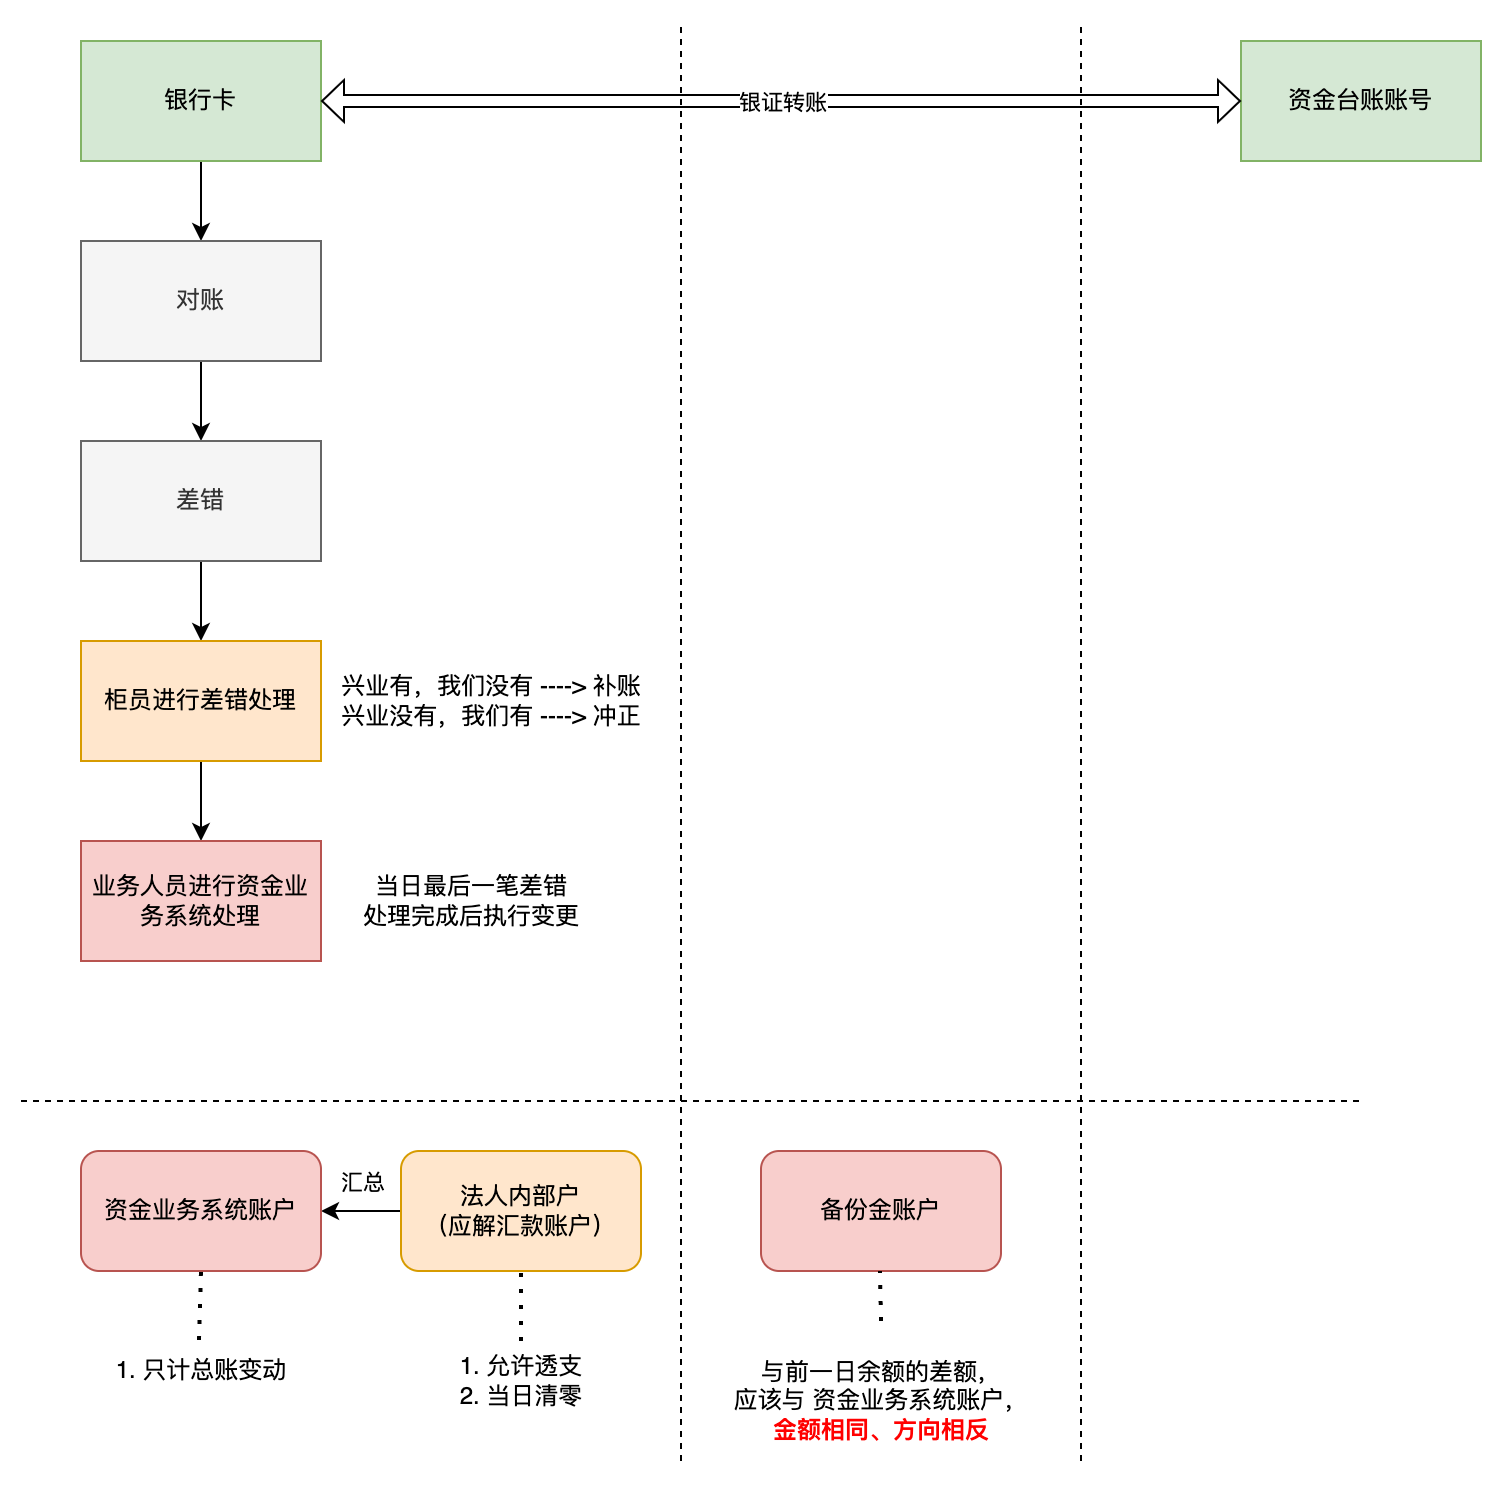 银行卡
银证转账
资金台账账号
对账
差错
柜员进行差错处理
兴业有，我们没有 ----> 补账
兴业没有，我们有 ----> 冲正
业务人员进行资金业
务系统处理
当日最后一笔差错
处理完成后执行变更
资金业务系统账户
汇总
法人内部户
（应解汇款账户）
备份金账户
1. 只计总账变动
1. 允许透支
2. 当日清零
与前一日余额的差额，
应该与 资金业务系统账户，
金额相同、方向相反